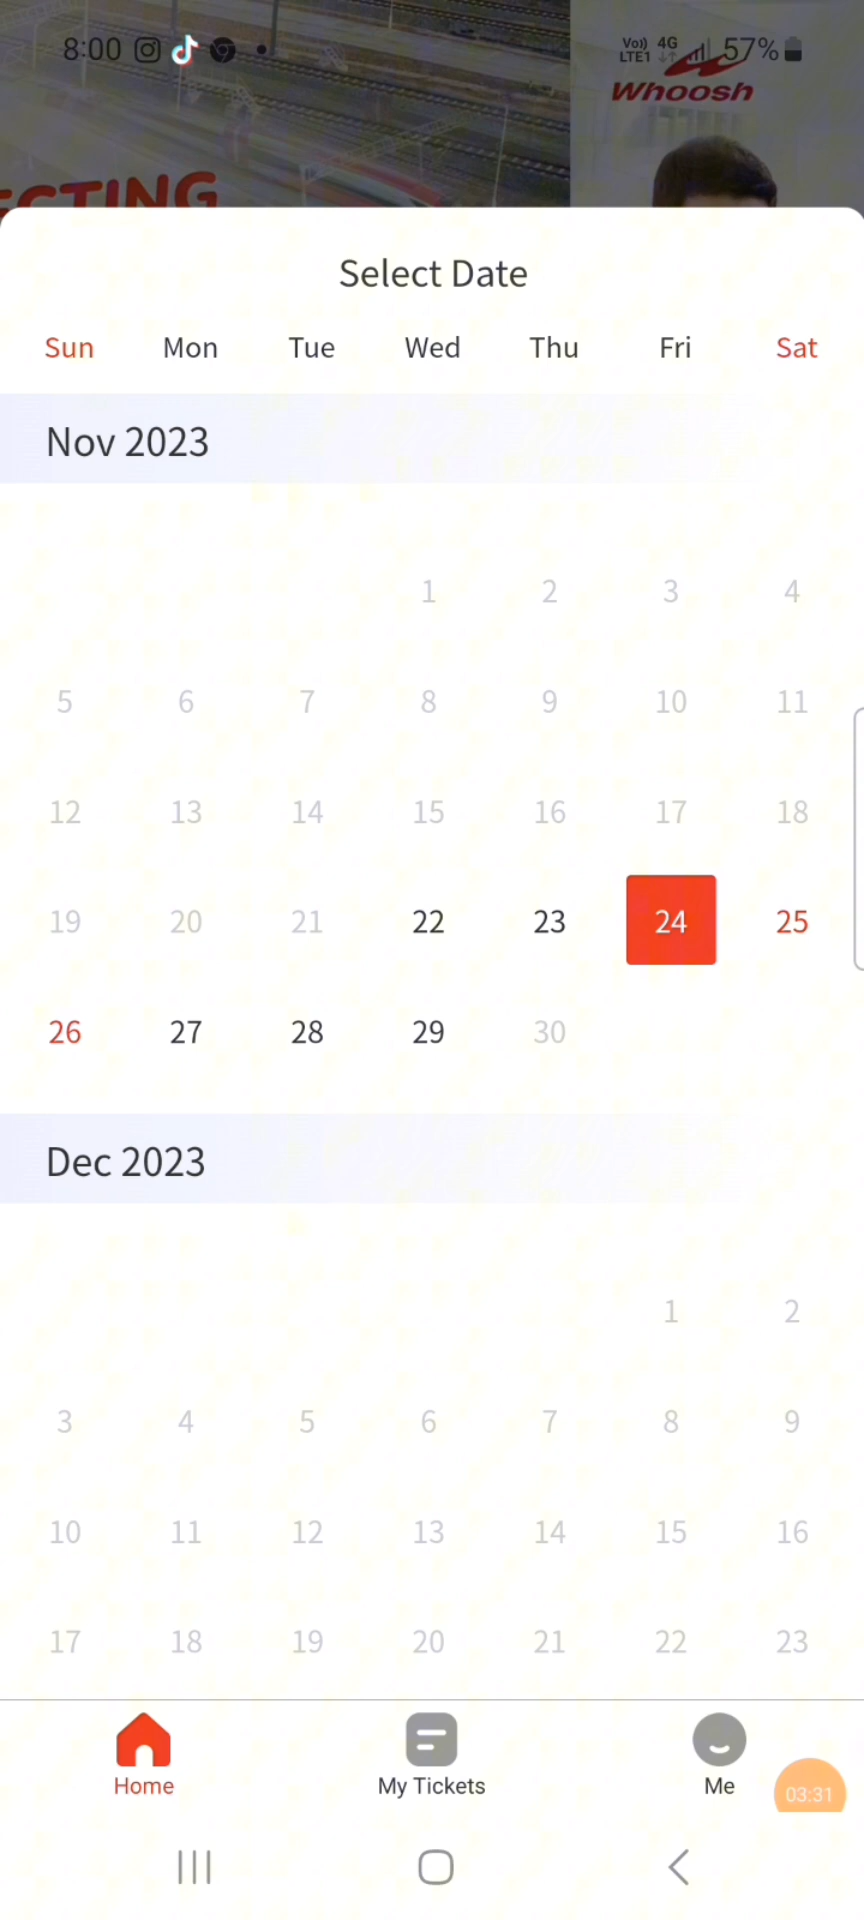 8:00 Vo)) 4G LTE1 57%
Whoosh
ECTING
Select Date
Sun Mon Tue Wed Thu Fri Sat
Nov 2023
1 2 3 4
5 6 7 8 9 10 11
12 13 14 15 16 17 18
19 20 21 22 23 24 25
26 27 28 29 30
Dec 2023
1 2
3 4 5 6 7 8 9
10 11 12 13 14 15 16
17 18 19 20 21 22 23
Home My Tickets Me
03:31